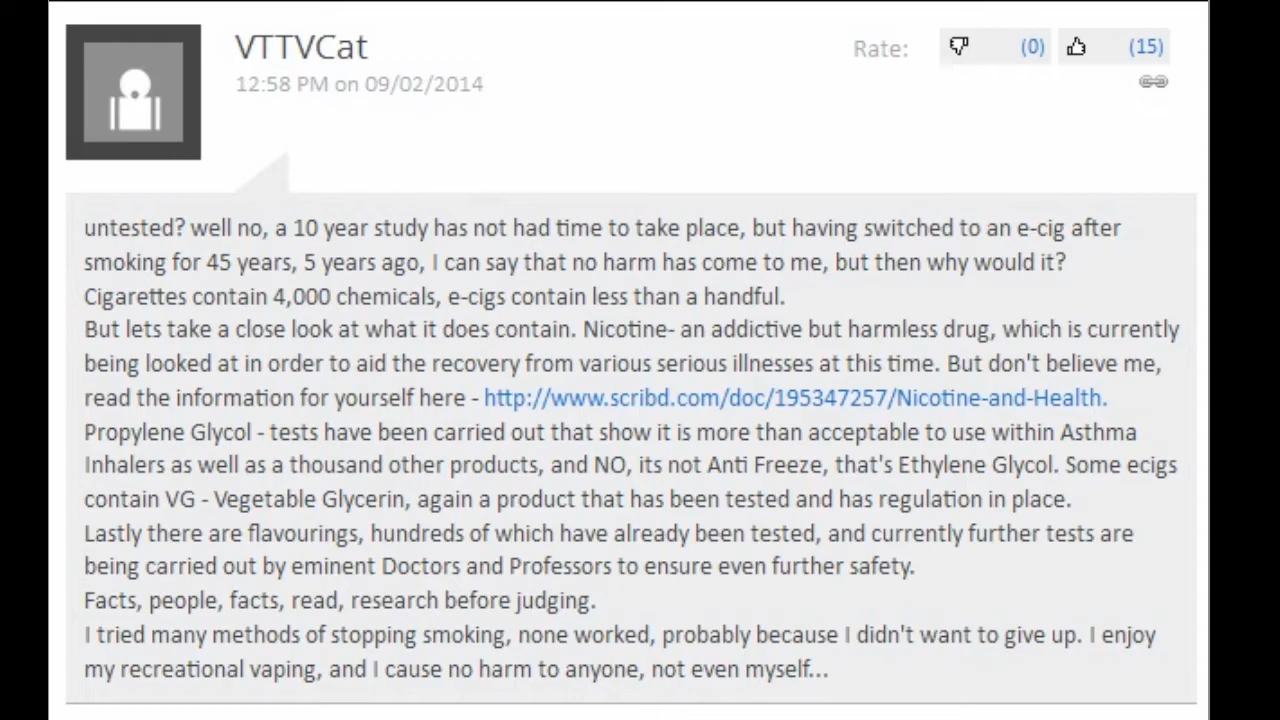 VTTVCat
Rate: (0) (15)
12:58 PM on 09/02/2014
untested? well no, a 10 year study has not had time to take place, but having switched to an e-cig after
smoking for 45 years, 5 years ago, I can say that no harm has come to me, but then why would it?
Cigarettes contain 4,000 chemicals, e-cigs contain less than a handful.
But lets take a close look at what it does contain. Nicotine- an addictive but harmless drug, which is currently
being looked at in order to aid the recovery from various serious illnesses at this time. But don't believe me,
read the information for yourself here - http://www.scribd.com/doc/195347257/Nicotine-and-Health.
Propylene Glycol - tests have been carried out that show it is more than acceptable to use within Asthma
Inhalers as well as a thousand other products, and NO, its not Anti Freeze, that's Ethylene Glycol. Some ecigs
contain VG - Vegetable Glycerin, again a product that has been tested and has regulation in place.
Lastly there are flavourings, hundreds of which have already been tested, and currently further tests are
being carried out by eminent Doctors and Professors to ensure even further safety.
Facts, people, facts, read, research before judging.
I tried many methods of stopping smoking, none worked, probably because I didn't want to give up. I enjoy
my recreational vaping, and I cause no harm to anyone, not even myself...